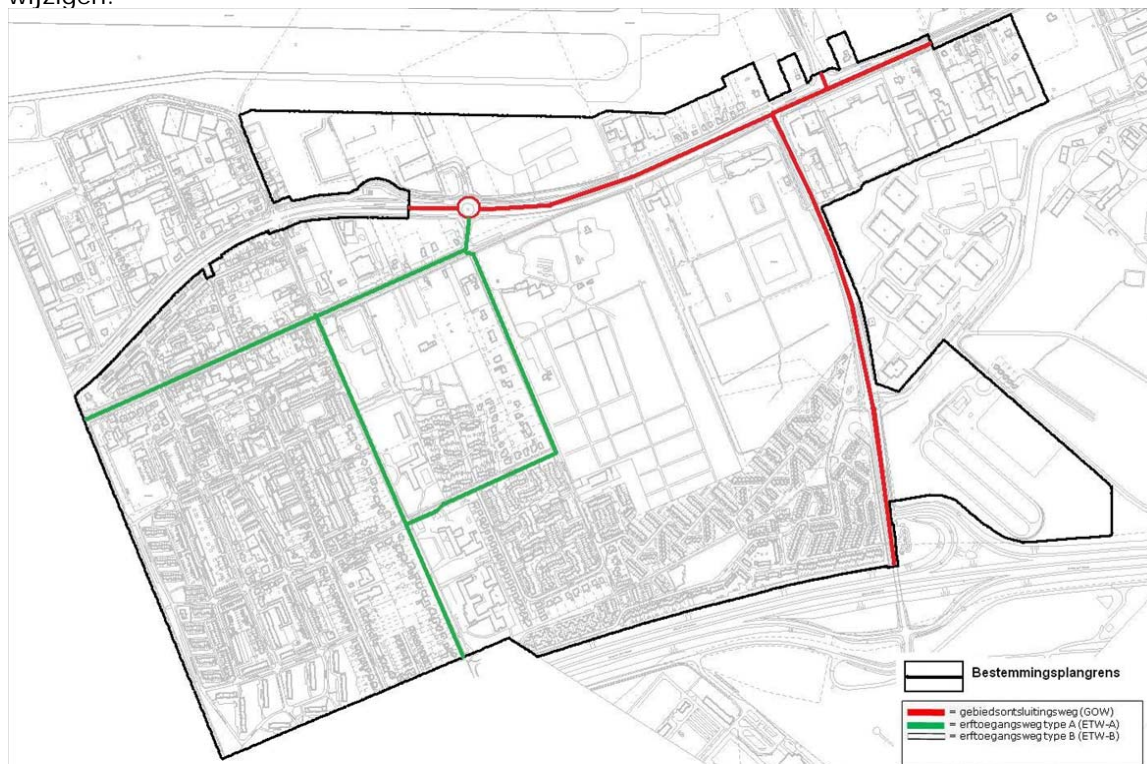 wijzigen.
Bestemmingsplangrens
= gebiedsontsluitingsweg (GOW)
= erftoegangsweg type A (ETW-A)
= erftoegangsweg type B (ETW-B)